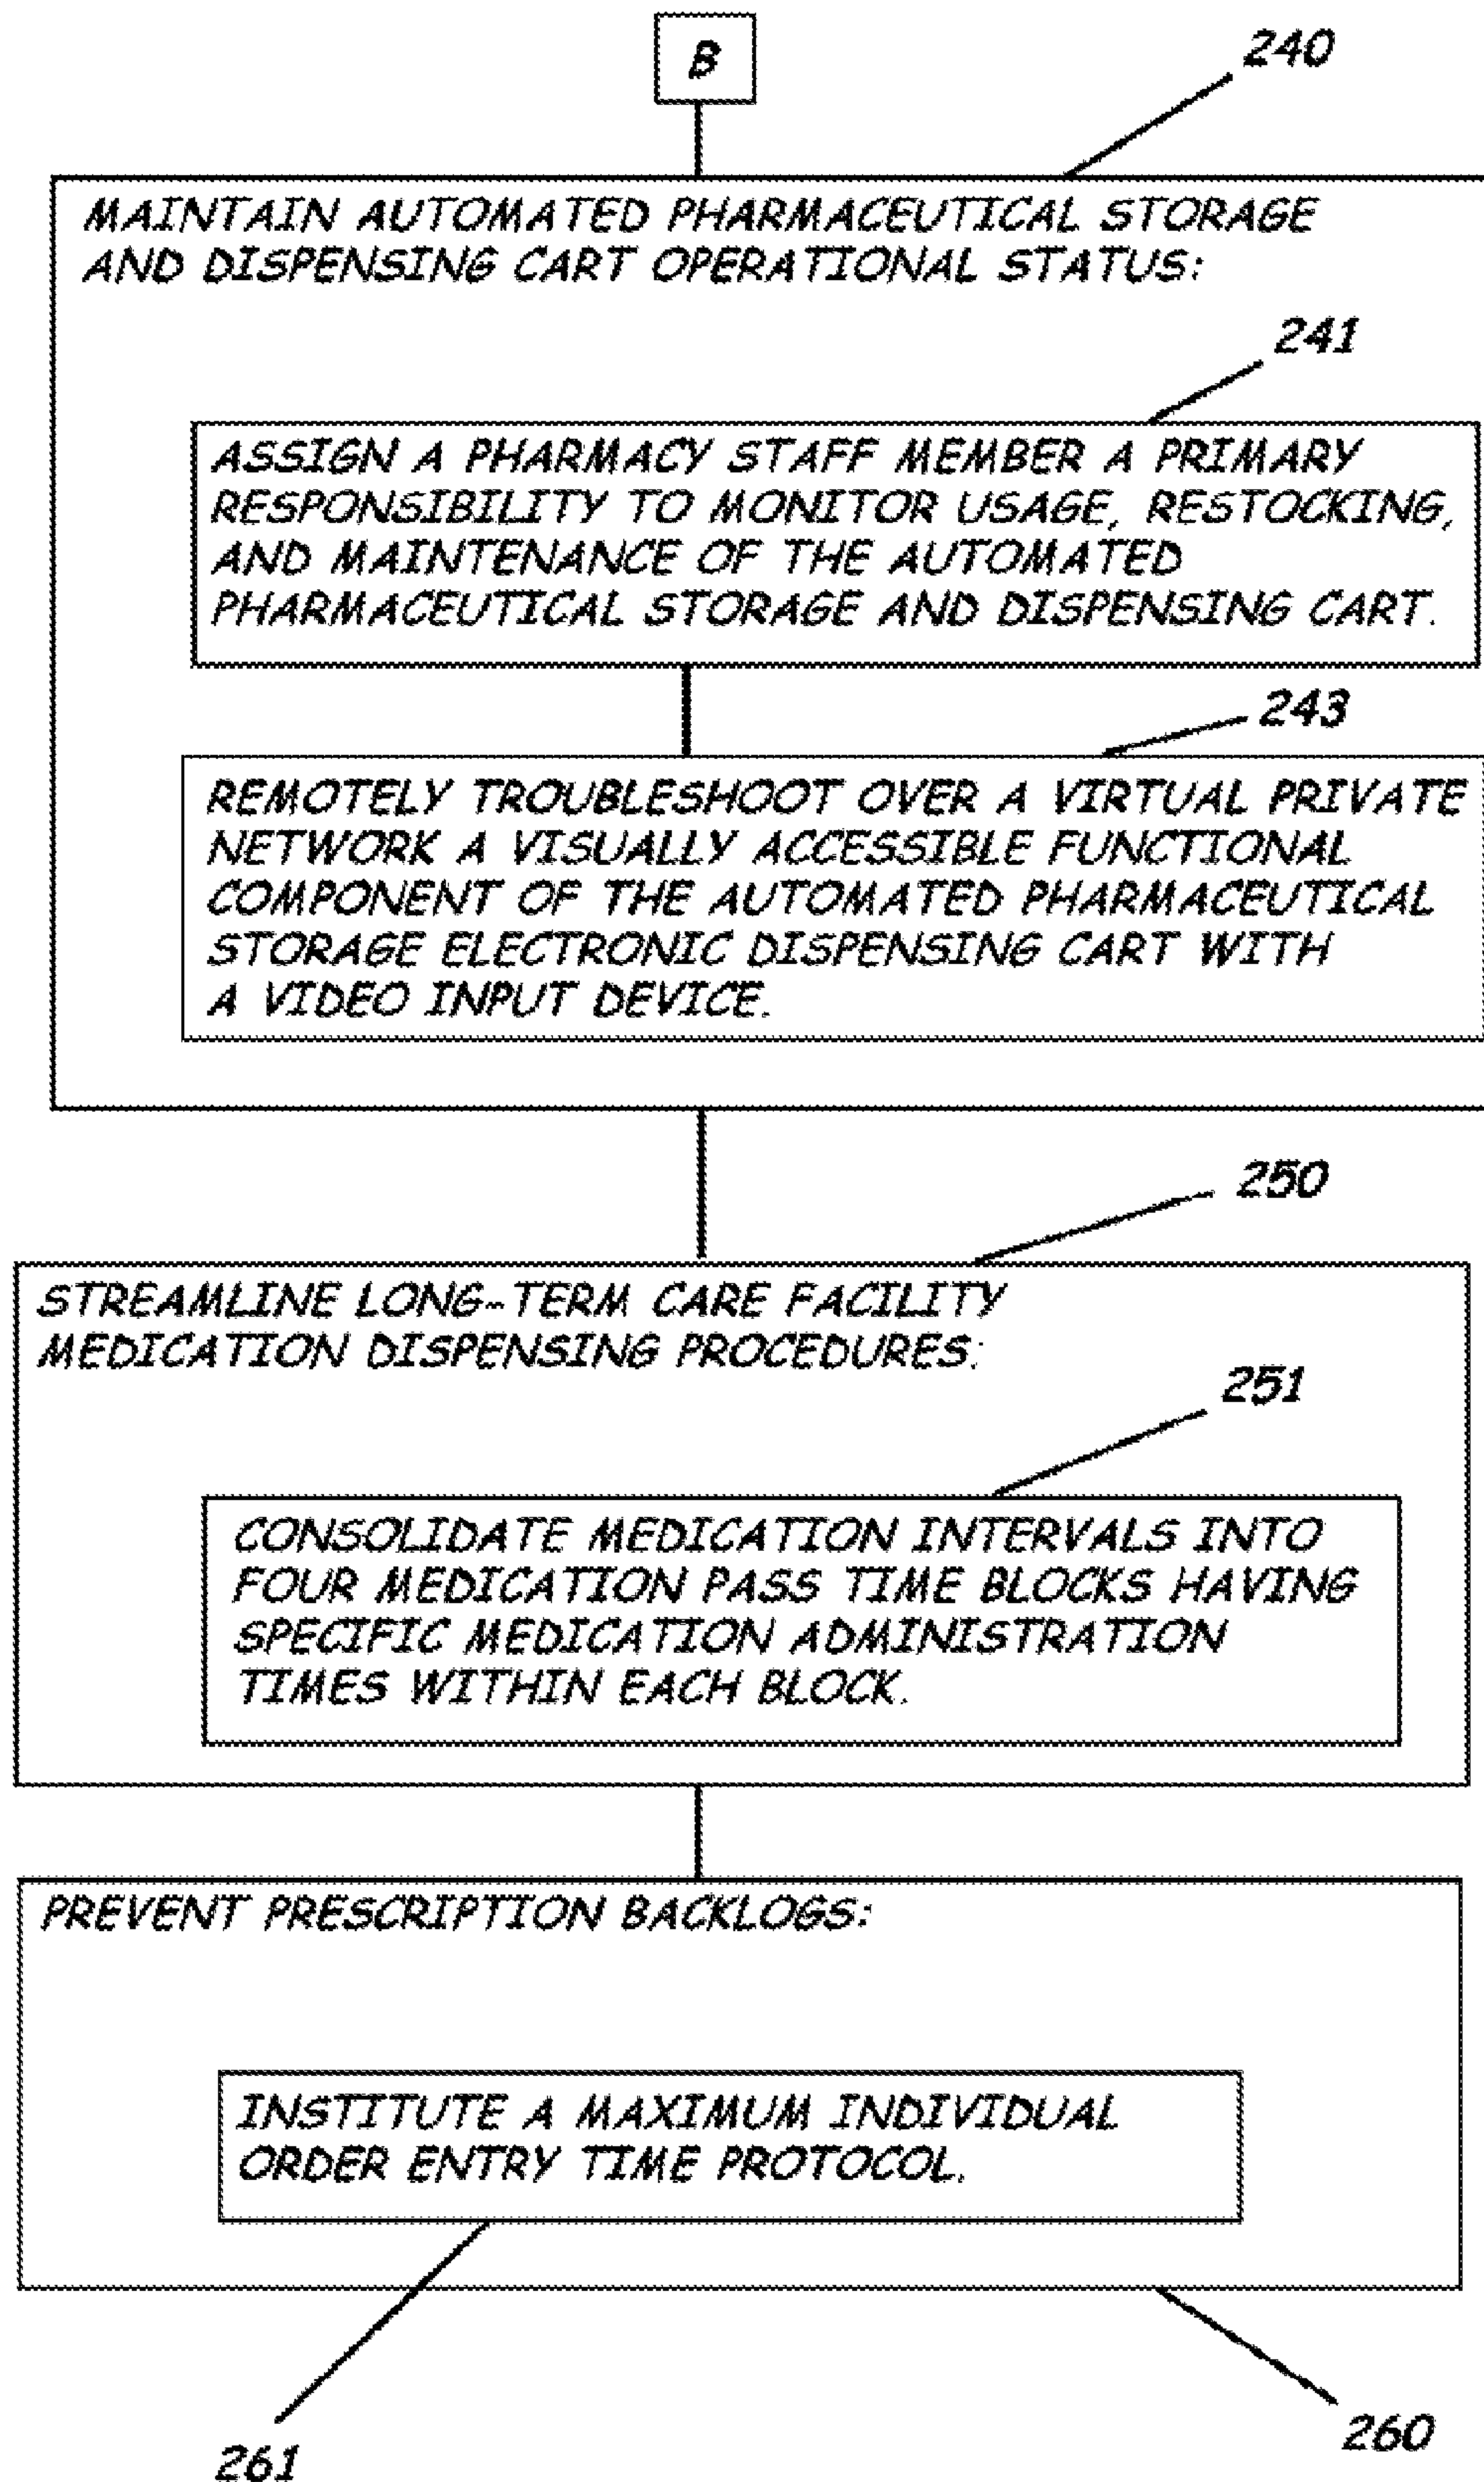 B
240
MAINTAIN AUTOMATED PHARMACEUTICAL STORAGE
AND DISPENSING CART OPERATIONAL STATUS:
241
ASSIGN A PHARMACY STAFF MEMBER A PRIMARY
RESPONSIBILITY TO MONITOR USAGE, RESTOCKING,
AND MAINTENANCE OF THE AUTOMATED
PHARMACEUTICAL STORAGE AND DISPENSING CART.
243
REMOTELY TROUBLESHOOT OVER A VIRTUAL PRIVATE
NETWORK A VISUALLY ACCESSIBLE FUNCTIONAL
COMPONENT OF THE AUTOMATED PHARMACEUTICAL
STORAGE ELECTRONIC DISPENSING CART WITH
A VIDEO INPUT DEVICE.
250
STREAMLINE LONG-TERM CARE FACILITY
MEDICATION DISPENSING PROCEDURES:
251
CONSOLIDATE MEDICATION INTERVALS INTO
FOUR MEDICATION PASS TIME BLOCKS HAVING
SPECIFIC MEDICATION ADMINISTRATION
TIMES WITHIN EACH BLOCK.
PREVENT PRESCRIPTION BACKLOGS:
INSTITUTE A MAXIMUM INDIVIDUAL
ORDER ENTRY TIME PROTOCOL.
261
260